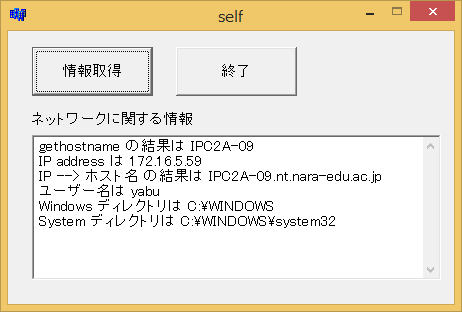 self
情報取得
終了
ネットワークに関する情報
gethostname の結果は IPC2A-09
IP address は 172.16.5.59
IP --> ホスト名 の結果は IPC2A-09.nt.nara-edu.ac.jp
ユーザー名は yabu
Windows ディレクトリは C:¥WINDOWS
System ディレクトリは C:¥WINDOWS¥system32